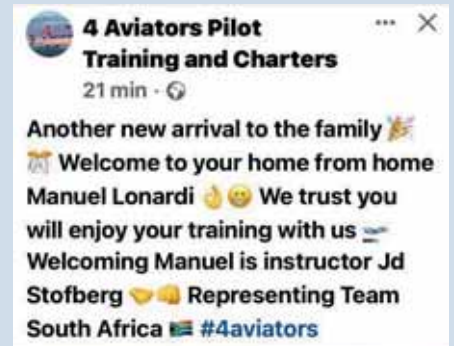 4 Aviators Pilot
Training and Charters
21 min ·
Another new arrival to the family 🎉
🎊 Welcome to your home from home
Manuel Lonardi 👌😀 We trust you
will enjoy your training with us 🛫
Welcoming Manuel is instructor Jd
Stofberg 🤝👊 Representing Team
South Africa 🇿🇦 #4aviators